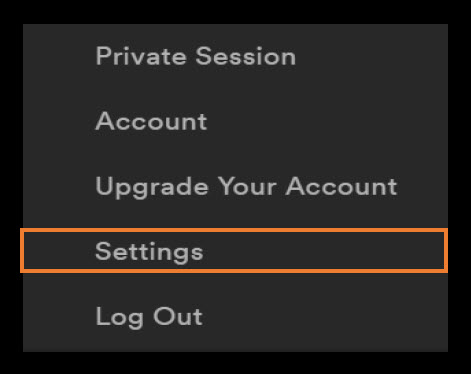 Private Session
Account
Upgrade Your Account
Settings
Log Out